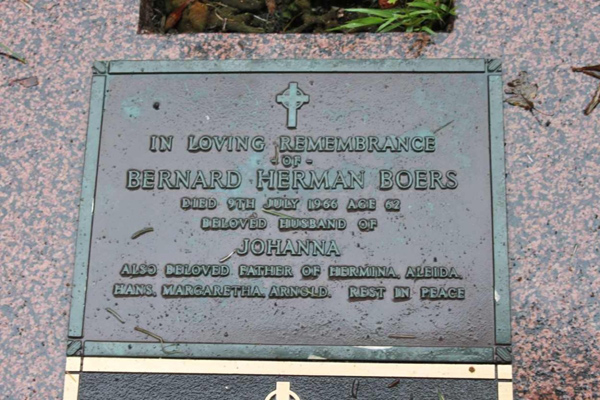 IN LOVING REMEMBRANCE
- OF -
BERNARD HERMAN BOERS
DIED 9TH JULY 1966 AGE 62
BELOVED HUSBAND OF
JOHANNA
ALSO BELOVED FATHER OF HERMINA. ALEIDA.
HANS. MARGARETHA. ARNOLD. REST IN PEACE